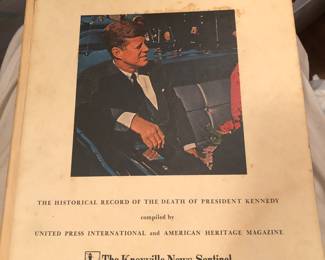 THE HISTORICAL RECORD OF THE DEATH OF PRESIDENT KENNEDY
compiled by
UNITED PRESS INTERNATIONAL and AMERICAN HERITAGE MAGAZINE
The Knoxville News-Sentinel